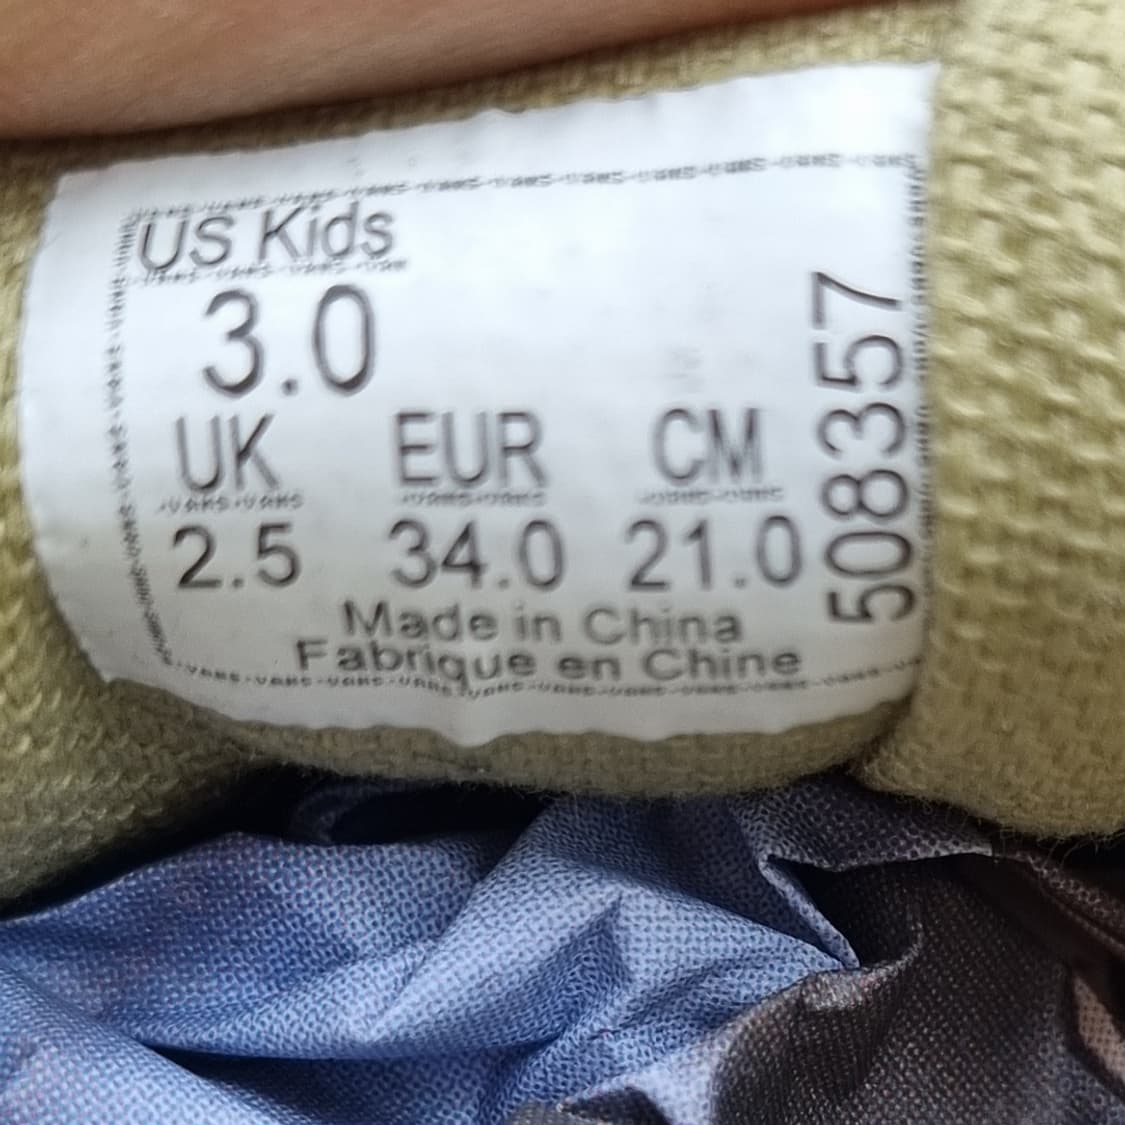 US Kids
3.0
UK EUR CM
2.5 34.0 21.0
Made in China
Fabrique en Chine
508357